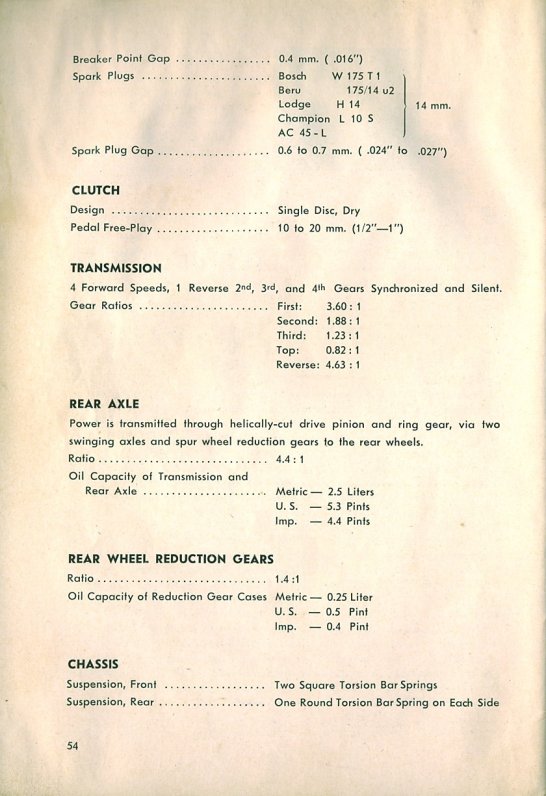 Breaker Point Gap ................. 0.4 mm. ( .016")
Spark Plugs ....................... Bosch W 175 T 1
Beru 175/14 u2
Lodge H 14 14 mm.
Champion L 10 S
AC 45 - L
Spark Plug Gap .................... 0.6 to 0.7 mm. ( .024" to .027")
CLUTCH
Design ............................ Single Disc, Dry
Pedal Free-Play .................... 10 to 20 mm. (1/2"—1")
TRANSMISSION
4 Forward Speeds, 1 Reverse 2nd, 3rd, and 4th Gears Synchronized and Silent.
Gear Ratios ....................... First: 3.60 : 1
Second: 1.88 : 1
Third: 1.23 : 1
Top: 0.82 : 1
Reverse: 4.63 : 1
REAR AXLE
Power is transmitted through helically-cut drive pinion and ring gear, via two
swinging axles and spur wheel reduction gears to the rear wheels.
Ratio .............................. 4.4 : 1
Oil Capacity of Transmission and
Rear Axle ...................... Metric — 2.5 Liters
U. S. — 5.3 Pints
Imp. — 4.4 Pints
REAR WHEEL REDUCTION GEARS
Ratio .............................. 1.4 :1
Oil Capacity of Reduction Gear Cases Metric — 0.25 Liter
U. S. — 0.5 Pint
Imp. — 0.4 Pint
CHASSIS
Suspension, Front .................. Two Square Torsion Bar Springs
Suspension, Rear ................... One Round Torsion Bar Spring on Each Side
54